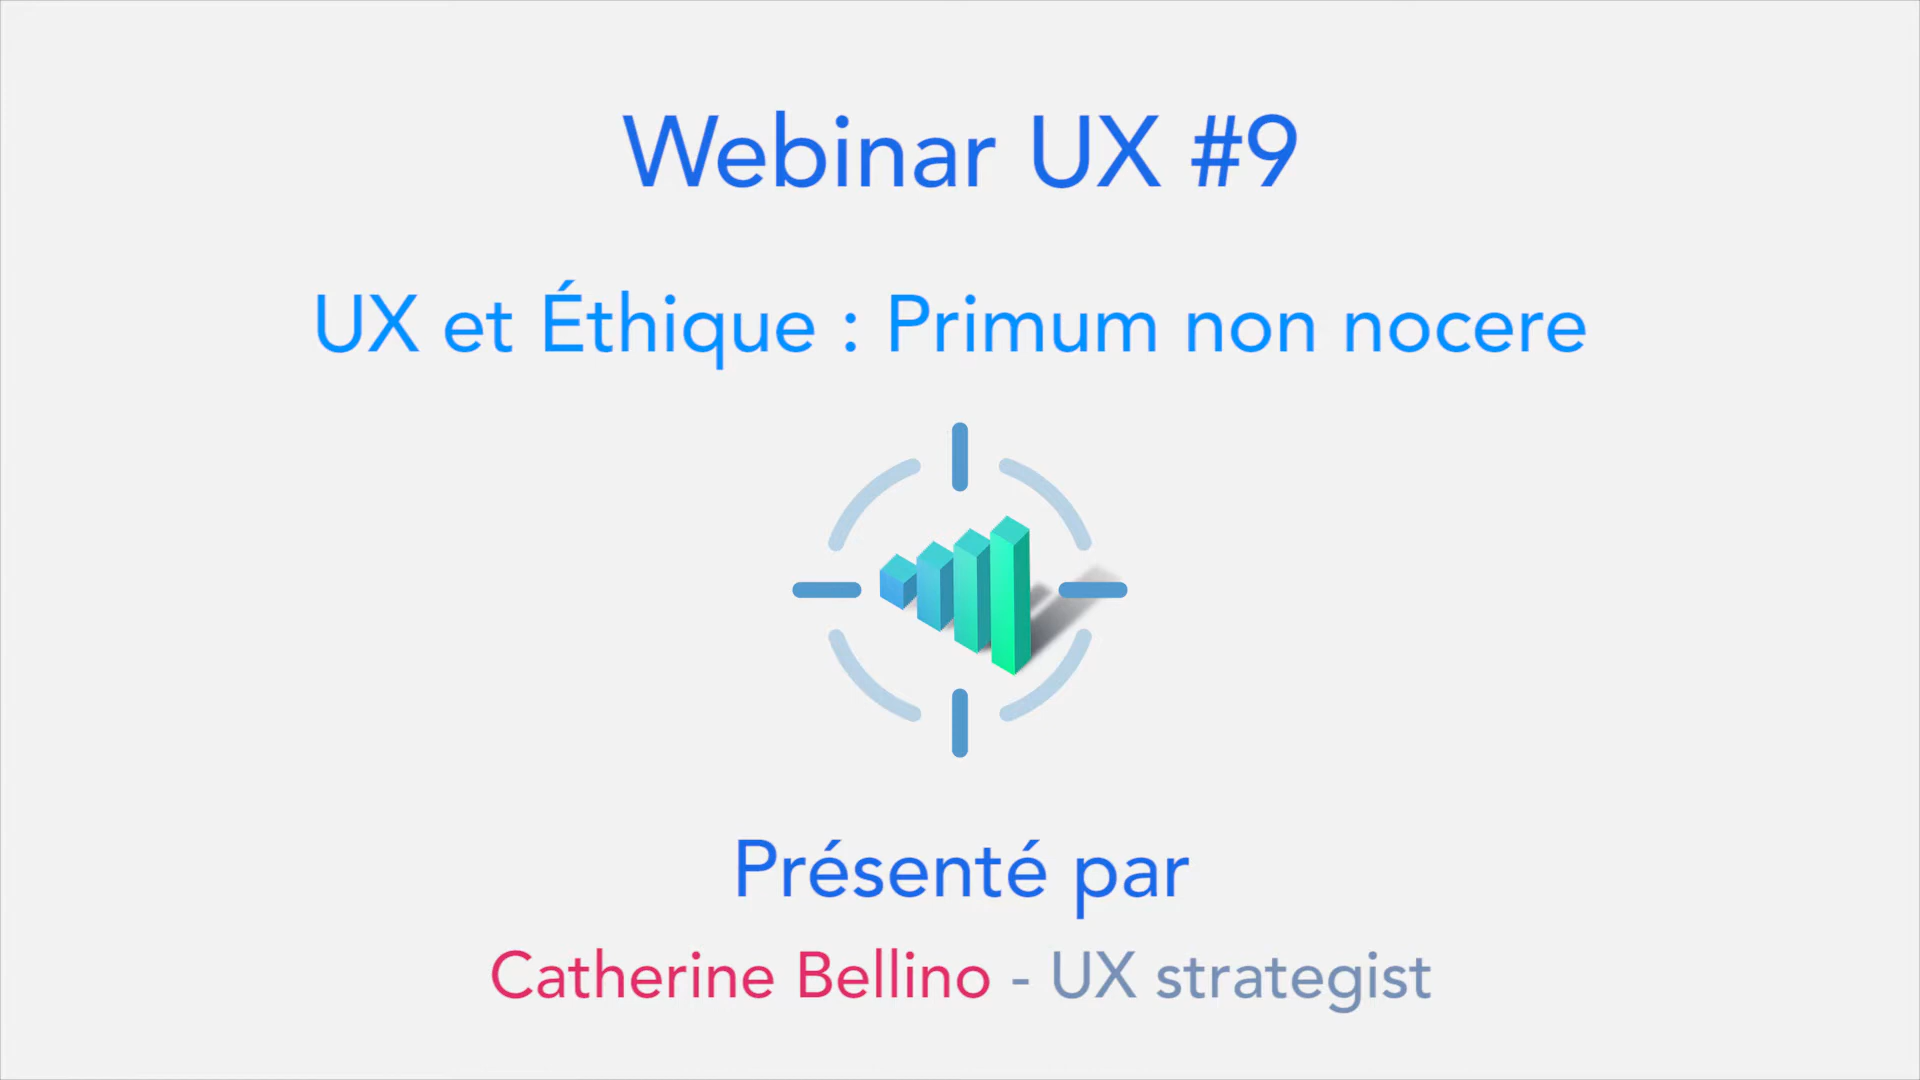 Webinar UX #9
UX et Éthique : Primum non nocere
Présenté par
Catherine Bellino - UX strategist